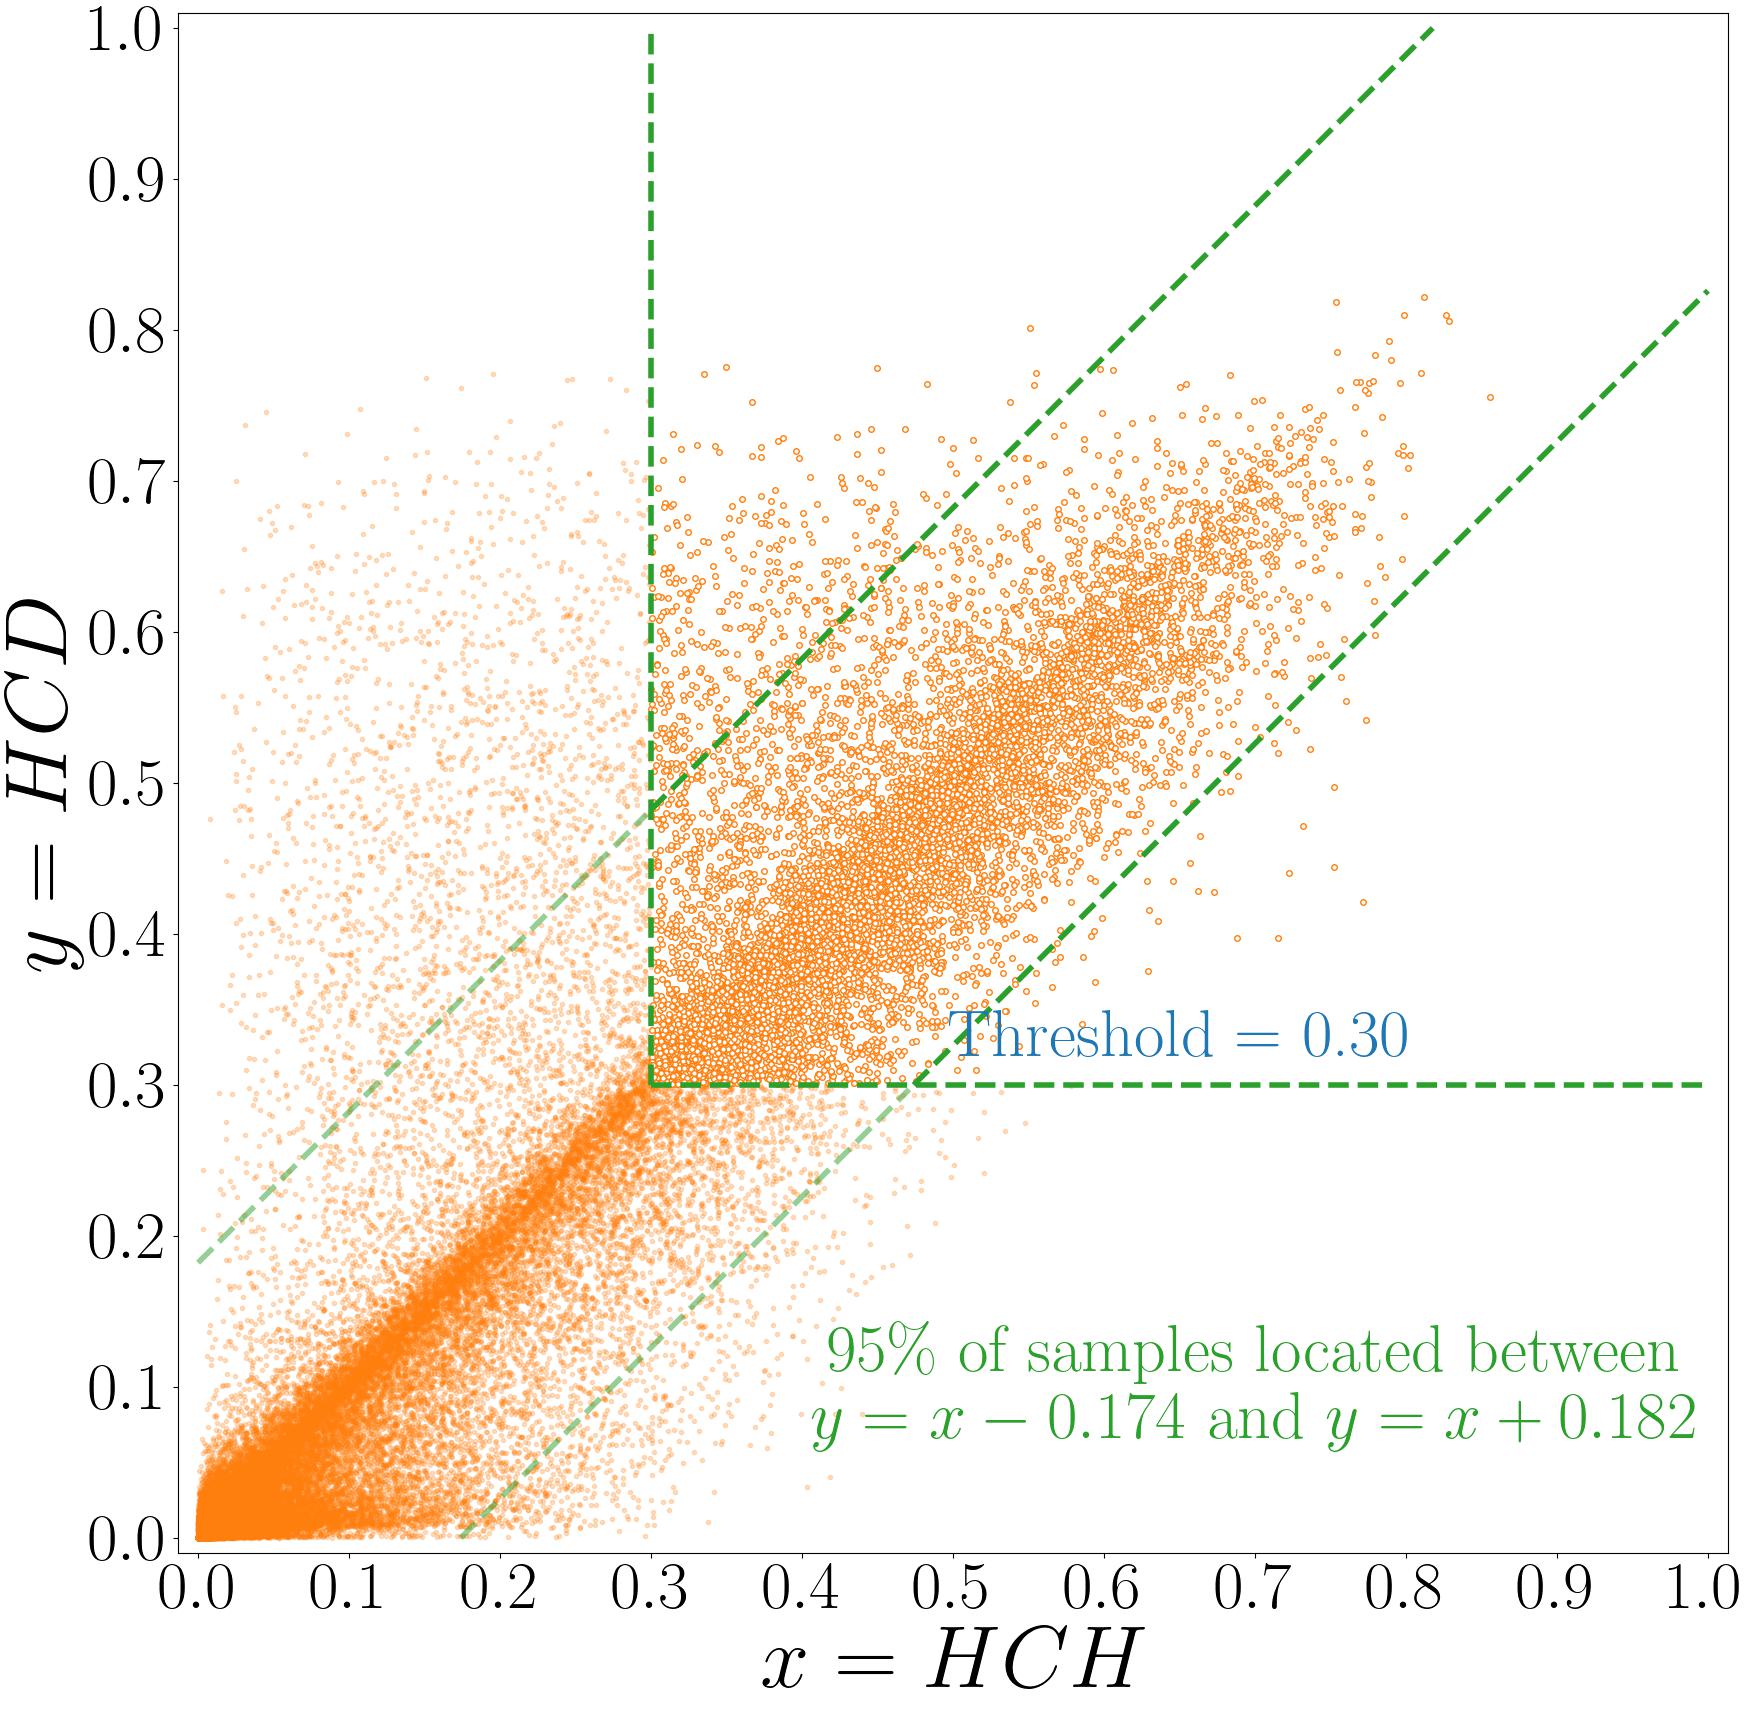 1.0
0.9
0.8
0.7
0.6
0.5
0.4
0.3
0.2
0.1
0.0
y = HCD
Threshold = 0.30
95% of samples located between
y = x − 0.174 and y = x + 0.182
0.0 0.1 0.2 0.3 0.4 0.5 0.6 0.7 0.8 0.9 1.0
x = HCH